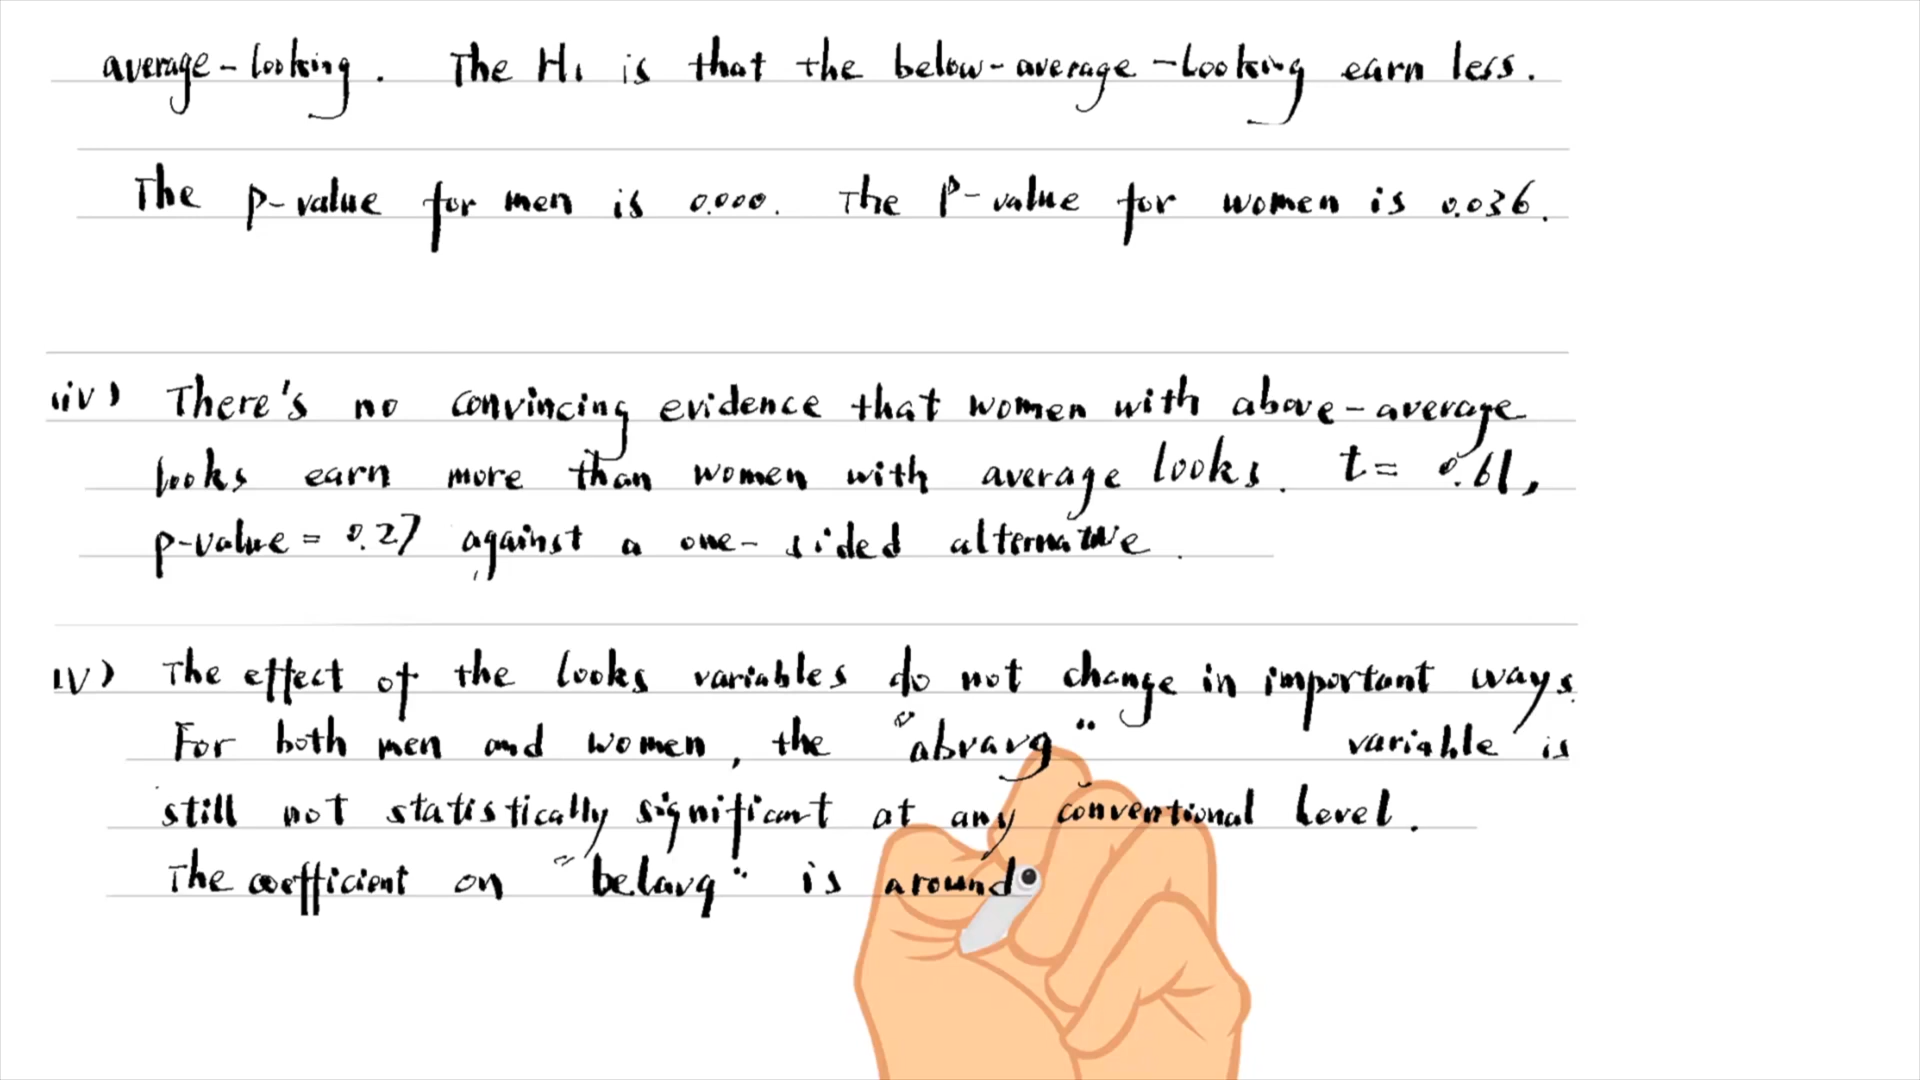 average-looking. The H1 is that the below-average-looking earn less.
The p-value for men is 0.000. The P-value for women is 0.036.
(iv) There's no convincing evidence that women with above-average
looks earn more than women with average looks. t= 0.61,
p-value = 0.27 against a one-sided alternative.
(v) The effect of the looks variables do not change in important ways.
For both men and women, the "abvavg" variable is
still not statistically significant at any conventional level.
The coefficient on "belavg" is around